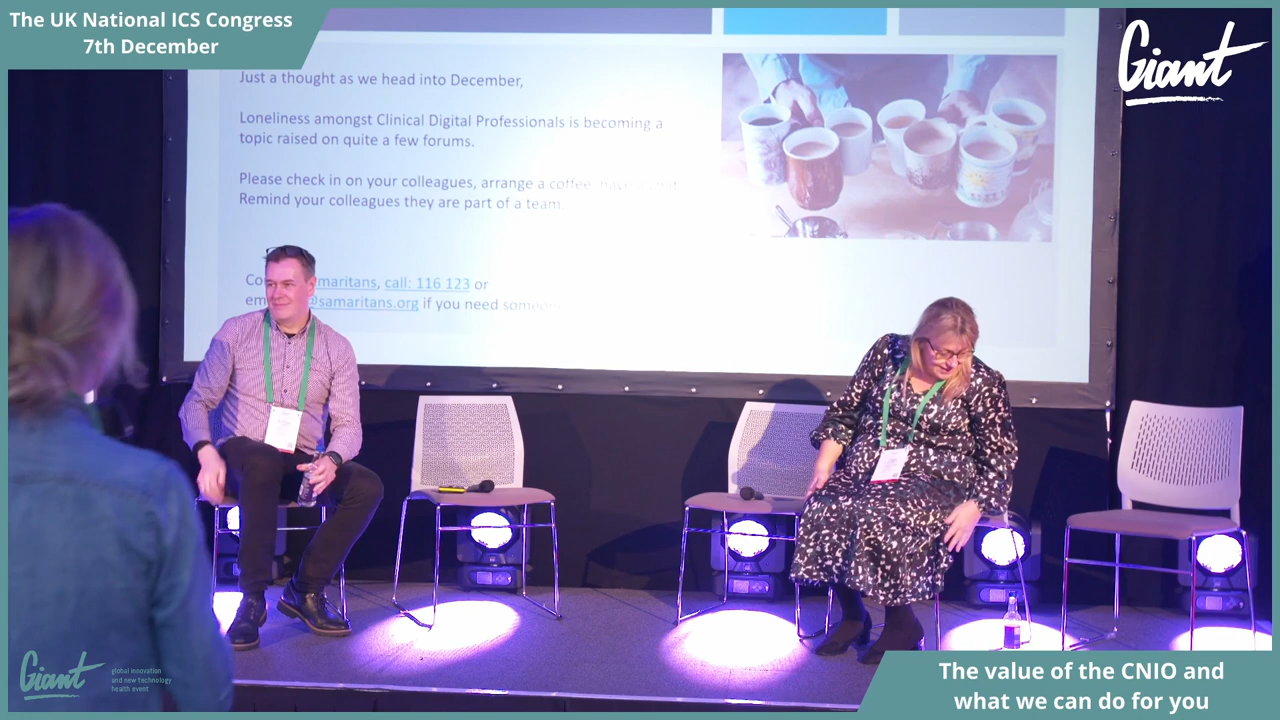 The UK National ICS Congress
7th December
Giant
Just a thought as we head into December,
Loneliness amongst Clinical Digital Professionals is becoming a
topic raised on quite a few forums.
Please check in on your colleagues, arrange a coffee, have a chat.
Remind your colleagues they are part of a team.
maritans, call: 116 123 or
@samaritans.org if you need
Giant
global innovation
and new technology
health event
The value of the CNIO and
what we can do for you